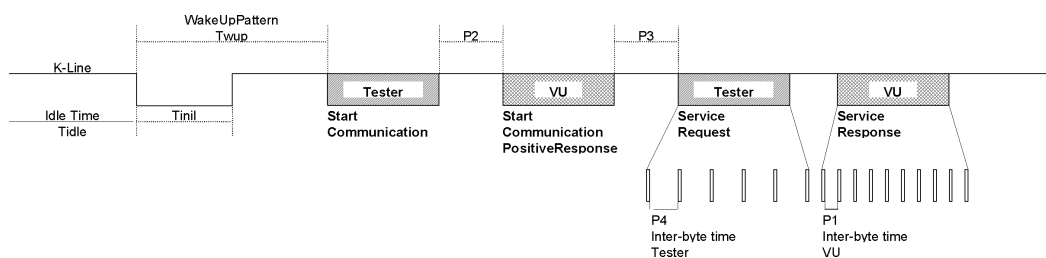 WakeUpPattern
Twup
P2
P3
K-Line
Tester
VU
Tester
VU
Idle Time
Tidle
Tinil
Start
Communication
Start
Communication
PositiveResponse
Service
Request
Service
Response
P4
Inter-byte time
Tester
P1
Inter-byte time
VU